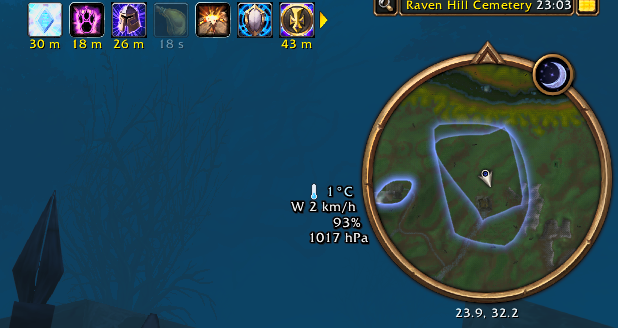 Raven Hill Cemetery 23:03
30 m 18 m 26 m 18 s 43 m
1°C
W 2 km/h
93%
1017 hPa
23.9, 32.2